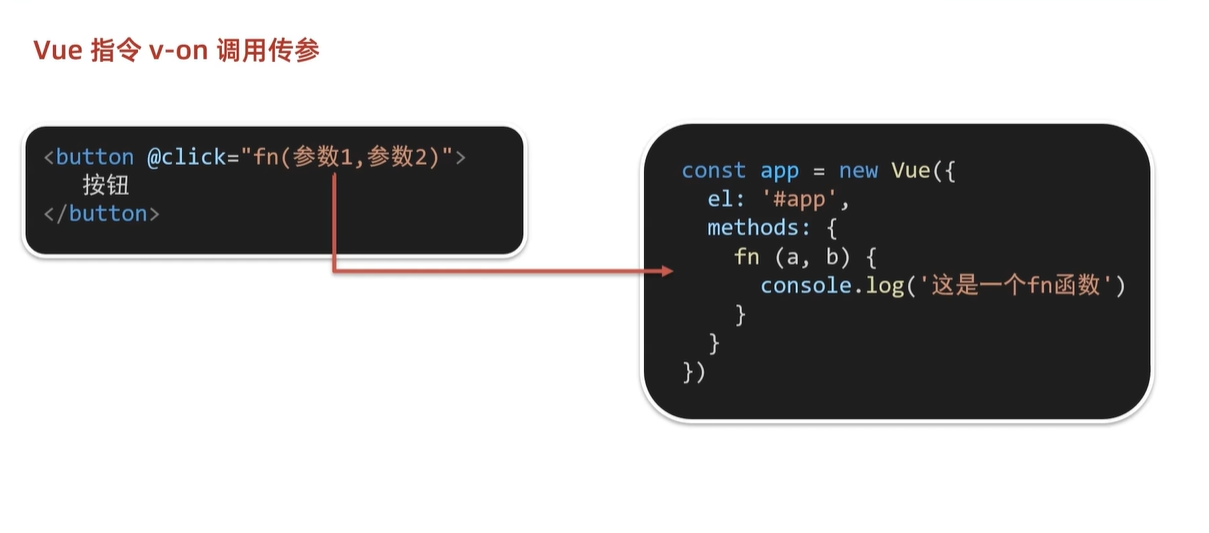 Vue 指令 v-on 调用传参
<button @click="fn(参数1,参数2)">
按钮
</button>
const app = new Vue({
el: '#app',
methods: {
fn (a, b) {
console.log('这是一个fn函数')
}
}
})